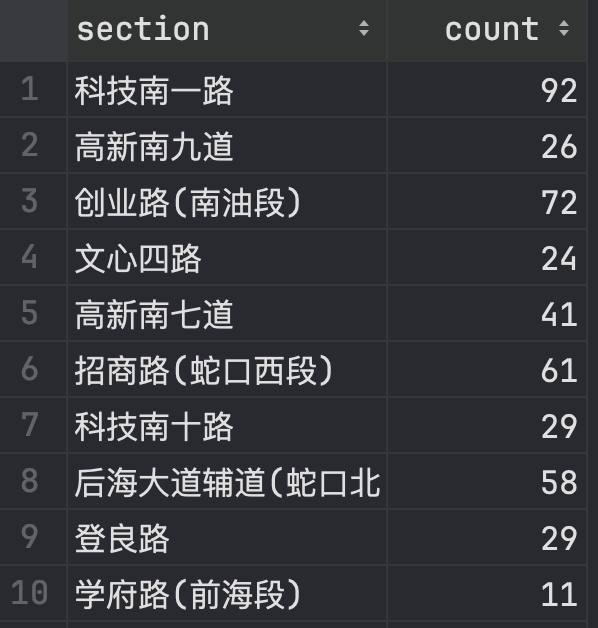 section count
1 科技南一路 92
2 高新南九道 26
3 创业路(南油段) 72
4 文心四路 24
5 高新南七道 41
6 招商路(蛇口西段) 61
7 科技南十路 29
8 后海大道辅道(蛇口北 58
9 登良路 29
10 学府路(前海段) 11